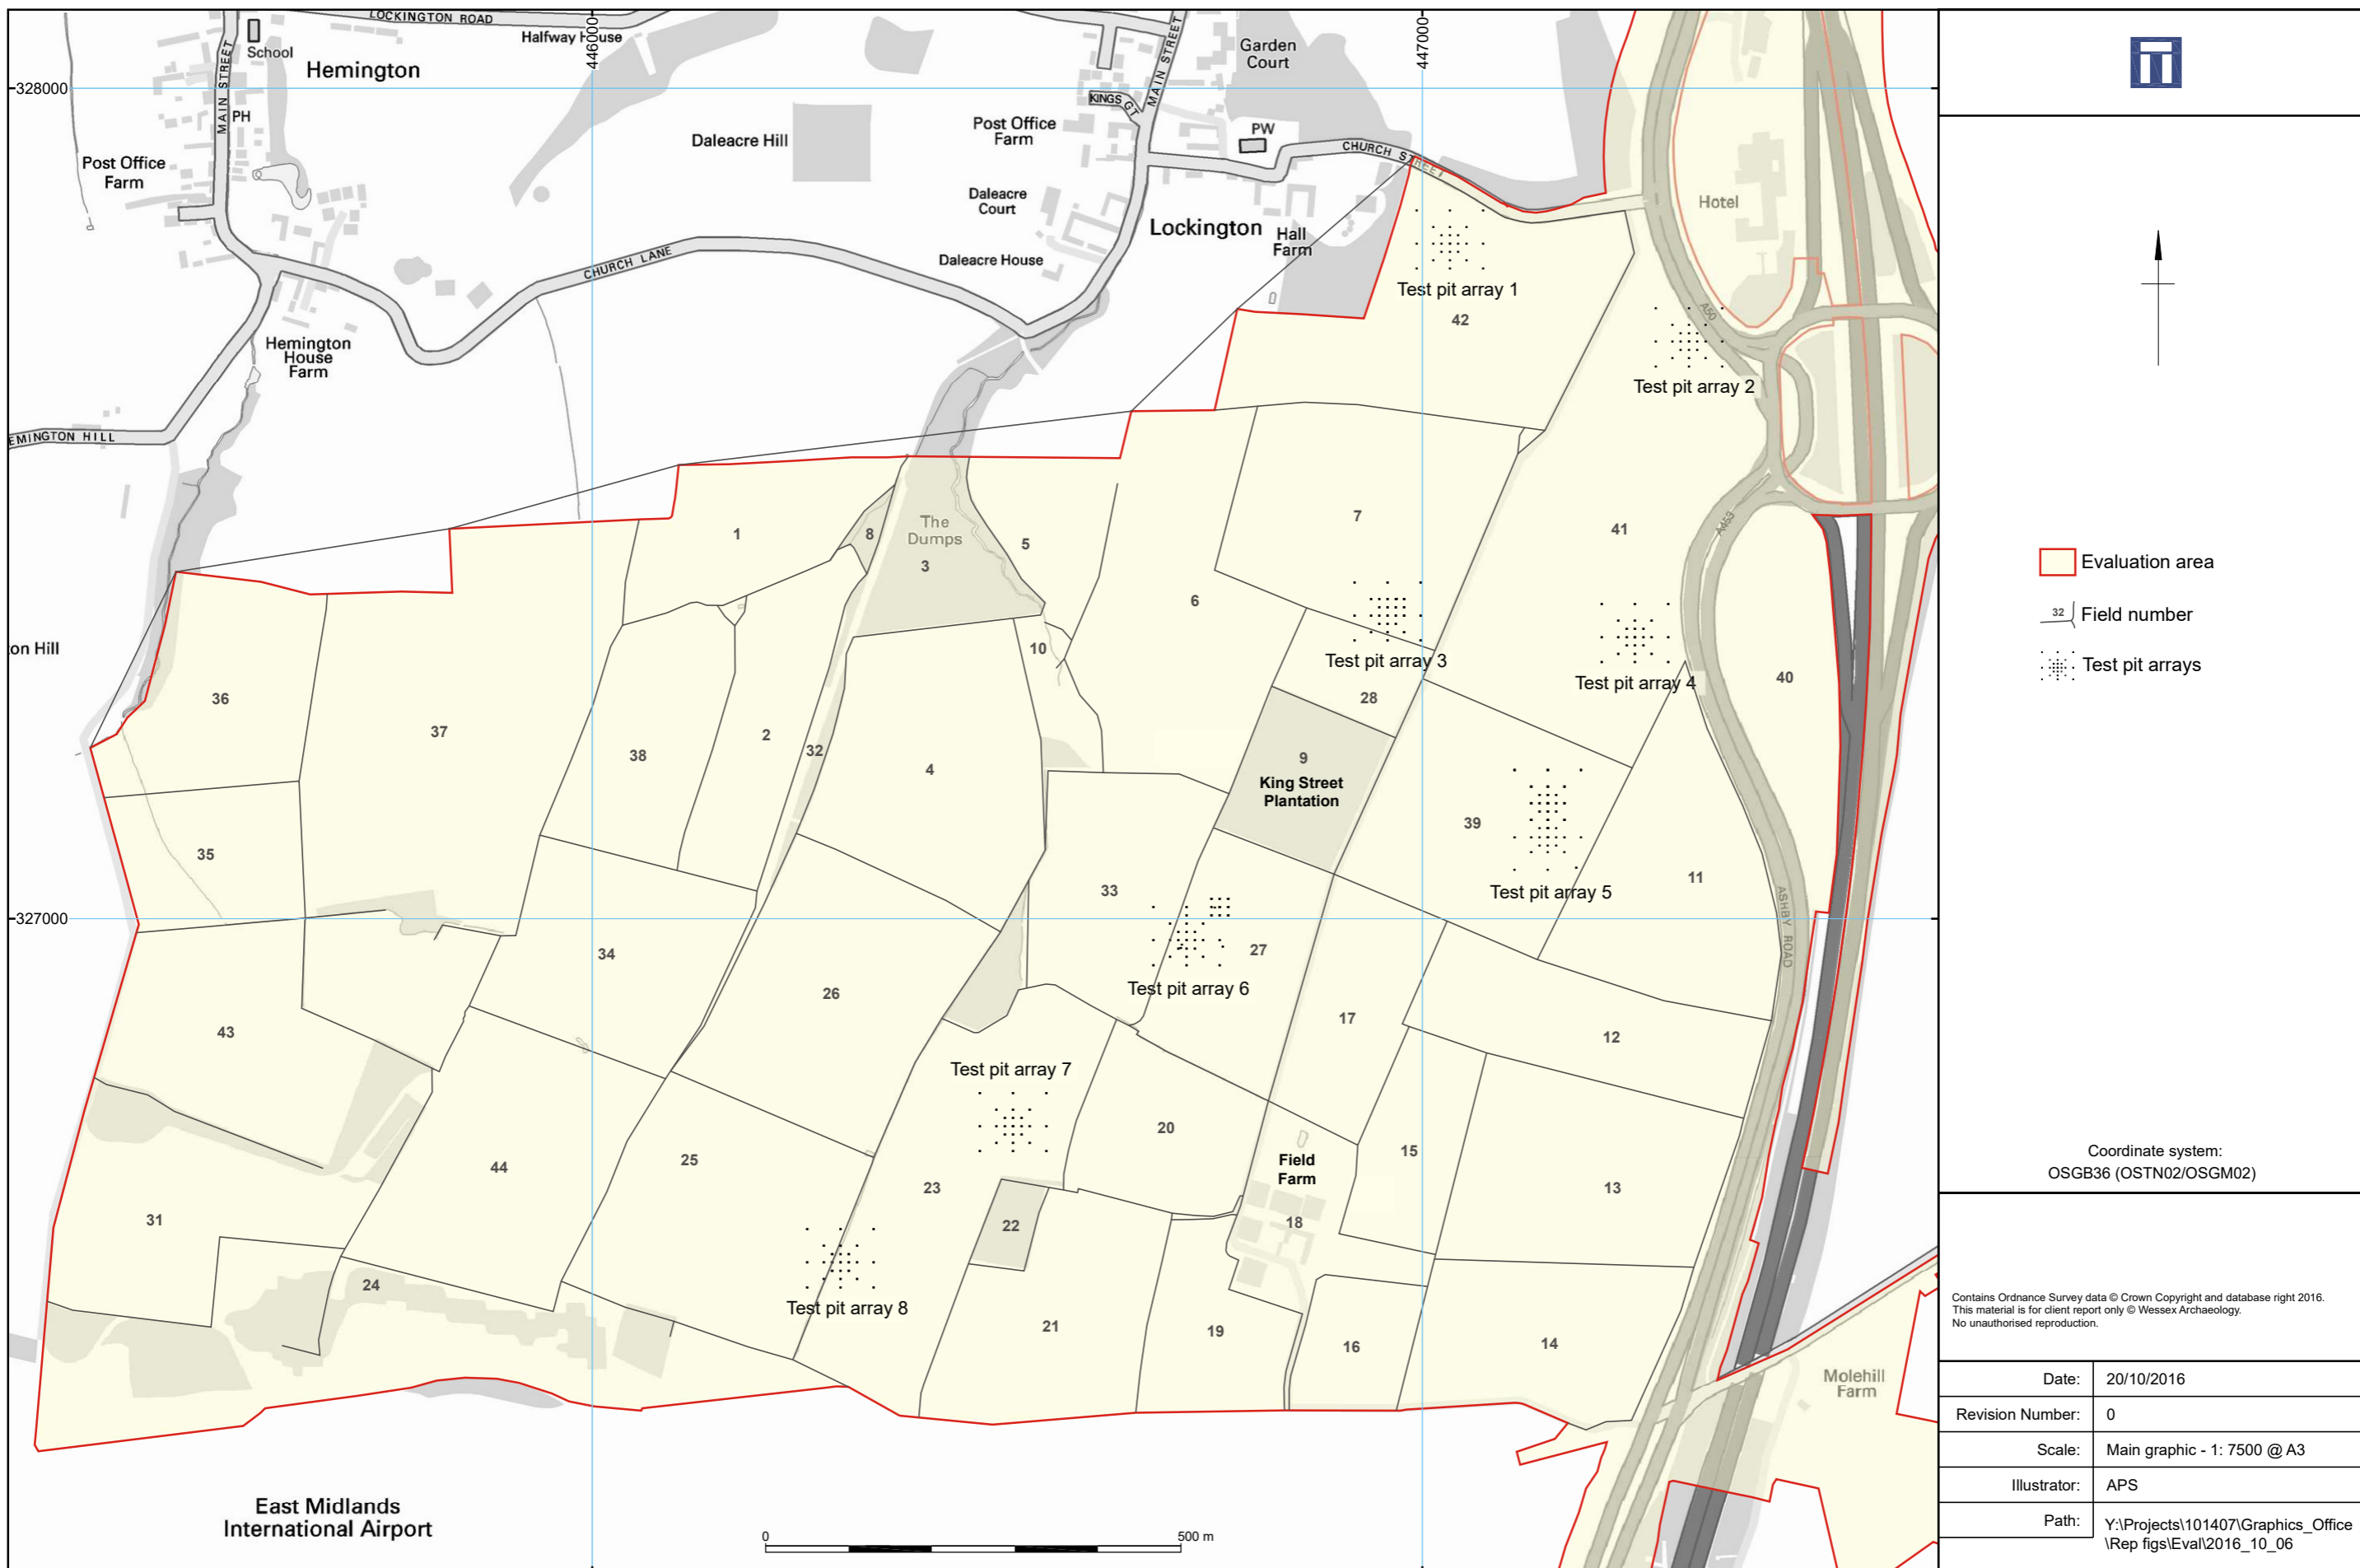 LOCKINGTON ROAD
Halfway House
446000
MAIN STREET
447000
School
Hemington
MAIN STREET
Garden
Court
328000
KINGS GT
PH
Daleacre Hill
Post Office
Farm
PW
CHURCH STREET
Post Office
Farm
Daleacre
Court
Hotel
Lockington
Hall
Farm
CHURCH LANE
Daleacre House
Test pit array 1
A50
42
Hemington
House
Farm
Test pit array 2
EMINGTON HILL
The
Dumps
1
8
5
7
41
A453
3
6
on Hill
10
Test pit array 3
Test pit array 4
40
36
28
37
2
38
32
4
9
King Street
Plantation
39
35
33
11
Test pit array 5
ASHBY ROAD
327000
34
27
26
Test pit array 6
17
43
12
Test pit array 7
20
15
44
25
Field
Farm
23
13
31
22
18
24
Test pit array 8
21
19
16
14
Molehill
Farm
East Midlands
International Airport
0
500 m
Evaluation area
32
Field number
Test pit arrays
Coordinate system:
OSGB36 (OSTN02/OSGM02)
Contains Ordnance Survey data © Crown Copyright and database right 2016.
This material is for client report only © Wessex Archaeology.
No unauthorised reproduction.
Date: 20/10/2016
Revision Number: 0
Scale: Main graphic - 1: 7500 @ A3
Illustrator: APS
Path: Y:\Projects\101407\Graphics_Office
\Rep figs\Eval\2016_10_06